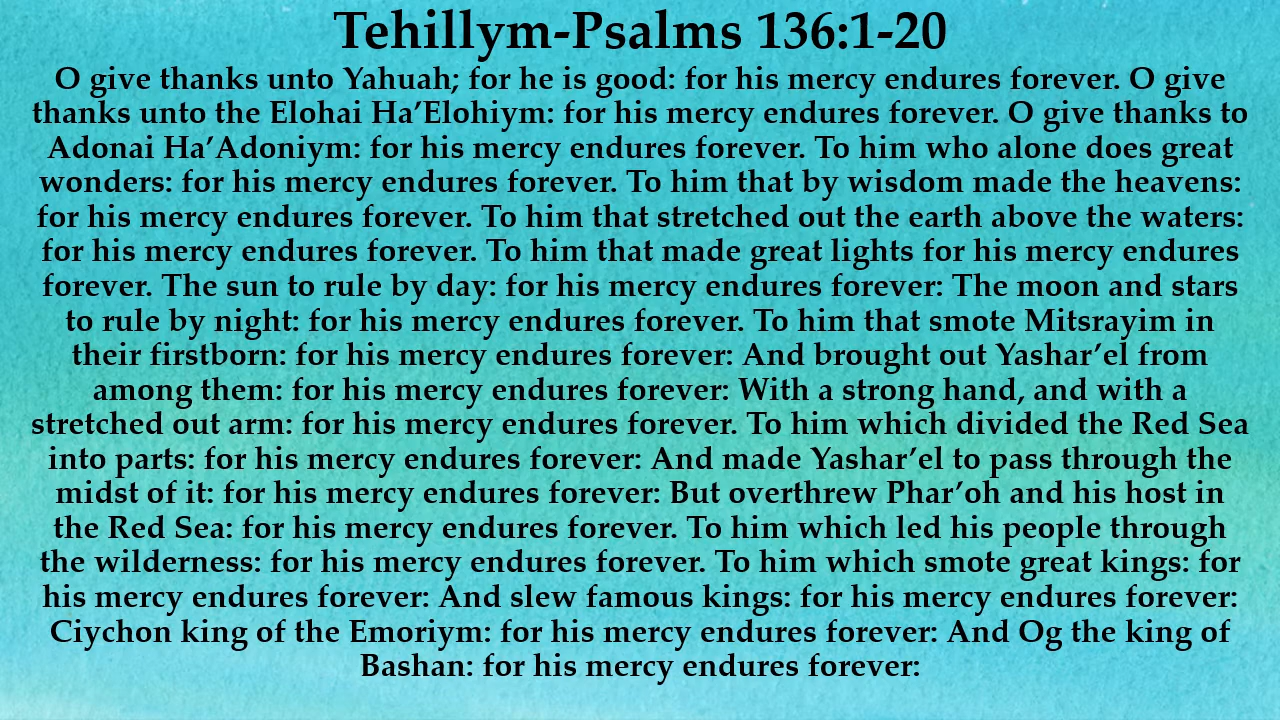 Tehillym-Psalms 136:1-20
O give thanks unto Yahuah; for he is good: for his mercy endures forever. O give
thanks unto the Elohai Ha’Elohiym: for his mercy endures forever. O give thanks to
Adonai Ha’Adoniym: for his mercy endures forever. To him who alone does great
wonders: for his mercy endures forever. To him that by wisdom made the heavens:
for his mercy endures forever. To him that stretched out the earth above the waters:
for his mercy endures forever. To him that made great lights for his mercy endures
forever. The sun to rule by day: for his mercy endures forever: The moon and stars
to rule by night: for his mercy endures forever. To him that smote Mitsrayim in
their firstborn: for his mercy endures forever: And brought out Yashar’el from
among them: for his mercy endures forever: With a strong hand, and with a
stretched out arm: for his mercy endures forever. To him which divided the Red Sea
into parts: for his mercy endures forever: And made Yashar’el to pass through the
midst of it: for his mercy endures forever: But overthrew Phar’oh and his host in
the Red Sea: for his mercy endures forever. To him which led his people through
the wilderness: for his mercy endures forever. To him which smote great kings: for
his mercy endures forever: And slew famous kings: for his mercy endures forever:
Ciychon king of the Emoriym: for his mercy endures forever: And Og the king of
Bashan: for his mercy endures forever: